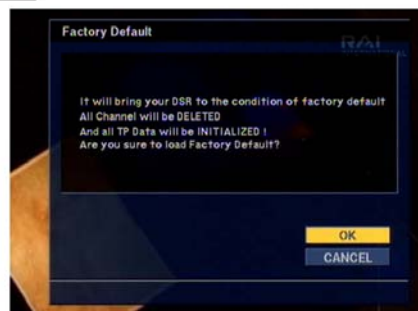 Factory Default
RAI
It will bring your DSR to the condition of factory default
All Channel will be DELETED
And all TP Data will be INITIALIZED !
Are you sure to load Factory Default?
OK
CANCEL